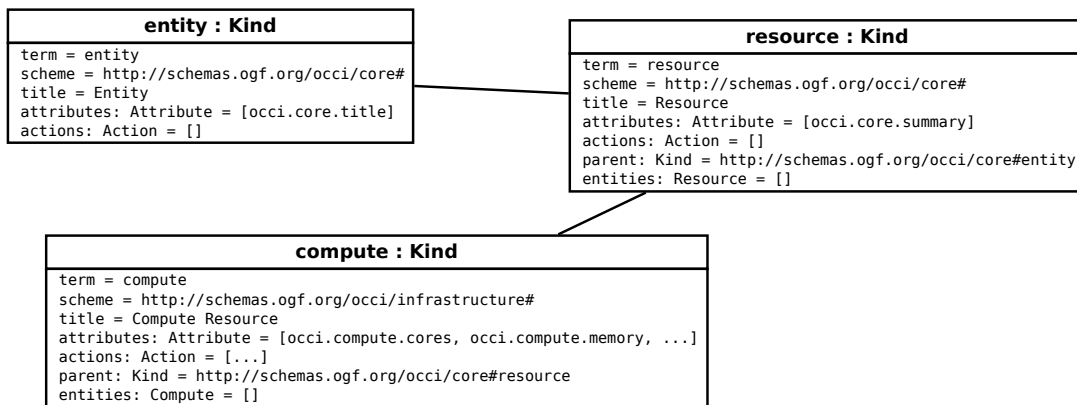 entity : Kind
term = entity
scheme = http://schemas.ogf.org/occi/core#
title = Entity
attributes: Attribute = [occi.core.title]
actions: Action = []
resource : Kind
term = resource
scheme = http://schemas.ogf.org/occi/core#
title = Resource
attributes: Attribute = [occi.core.summary]
actions: Action = []
parent: Kind = http://schemas.ogf.org/occi/core#entity
entities: Resource = []
compute : Kind
term = compute
scheme = http://schemas.ogf.org/occi/infrastructure#
title = Compute Resource
attributes: Attribute = [occi.compute.cores, occi.compute.memory, ...]
actions: Action = [...]
parent: Kind = http://schemas.ogf.org/occi/core#resource
entities: Compute = []